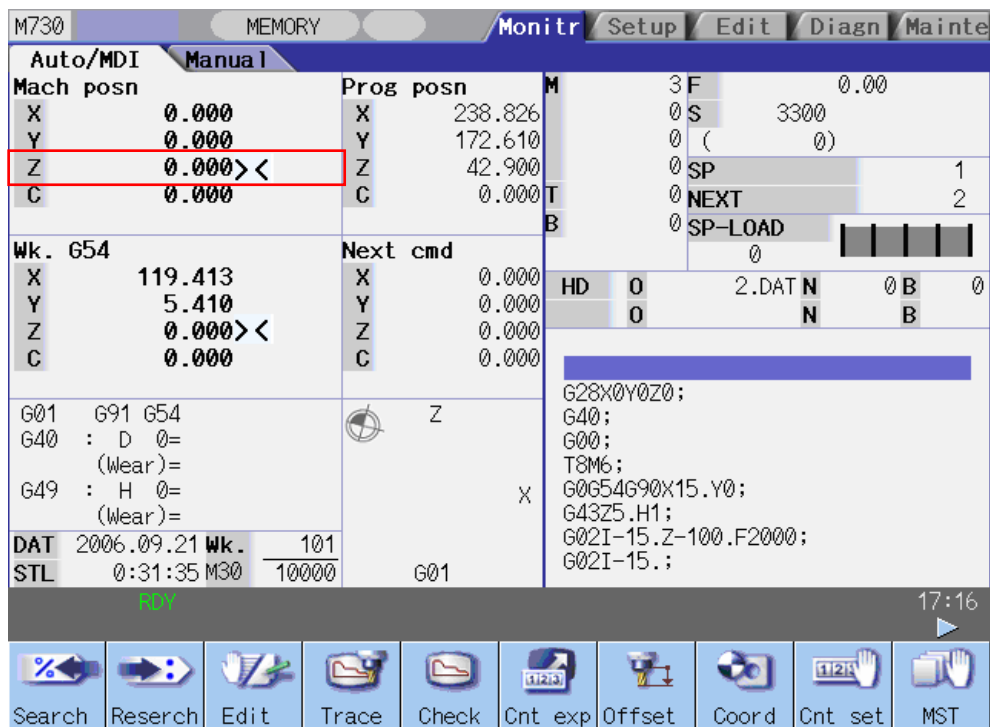 M730 MEMORY Monitr Setup Edit Diagn Mainte
Auto/MDI Manual
Mach posn
X 0.000
Y 0.000
Z 0.000><
C 0.000
Prog posn
X 238.826
Y 172.610
Z 42.900
C 0.000
M 3
0
0
0
T 0
B 0
F 0.00
S 3300
( 0)
SP 1
NEXT 2
SP-LOAD
0
Wk. G54
X 119.413
Y 5.410
Z 0.000><
C 0.000
Next cmd
X 0.000
Y 0.000
Z 0.000
C 0.000
HD O 2.DAT N 0 B 0
O N B
G28X0Y0Z0;
G40;
G00;
T8M6;
G0G54G90X15.Y0;
G43Z5.H1;
G02I-15.Z-100.F2000;
G02I-15.;
G01 G91 G54
G40 : D 0=
(Wear)=
G49 : H 0=
(Wear)=
Z
X
G01
DAT 2006.09.21 Wk. 101
STL 0:31:35 M30 10000
RDY 17:16
Search Reserch Edit Trace Check Cnt exp Offset Coord Cnt set MST